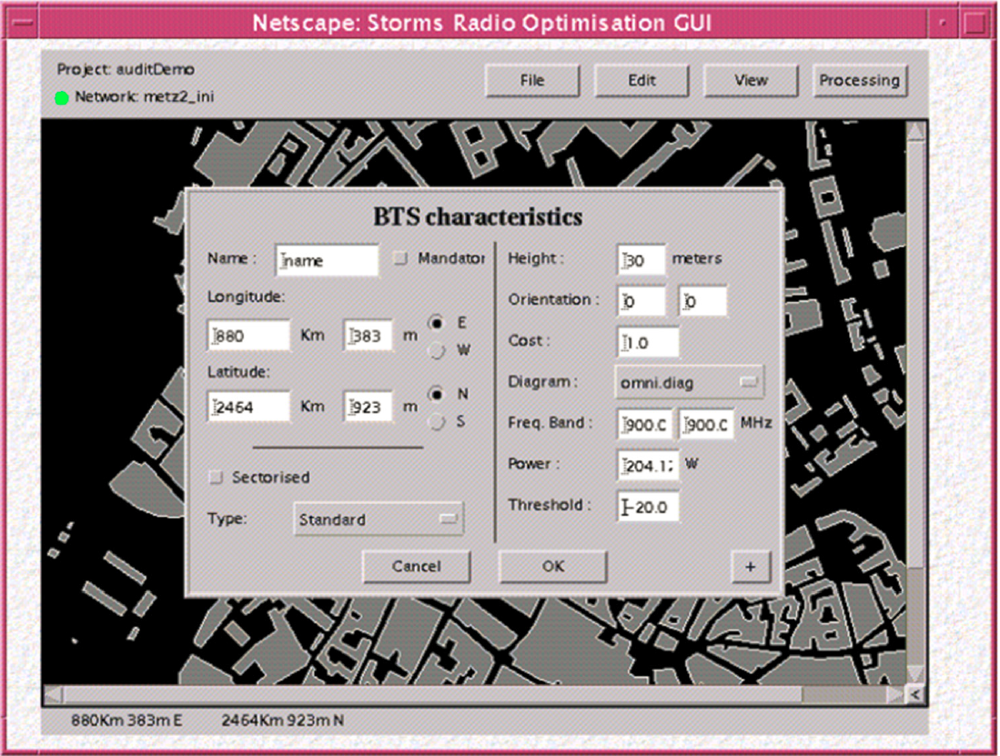 Netscape: Storms Radio Optimisation GUI
Project: auditDemo
File Edit View Processing
Network: metz2_ini
BTS characteristics
Name : name Mandator
Longitude:
880 Km 383 m E
W
Latitude:
2464 Km 923 m N
S
Sectorised
Type: Standard
Height : 30 meters
Orientation : 0 0
Cost : 1.0
Diagram : omni.diag
Freq. Band : 900.0 900.0 MHz
Power : 204.1 W
Threshold : -20.0
Cancel OK +
<
880Km 383m E 2464Km 923m N